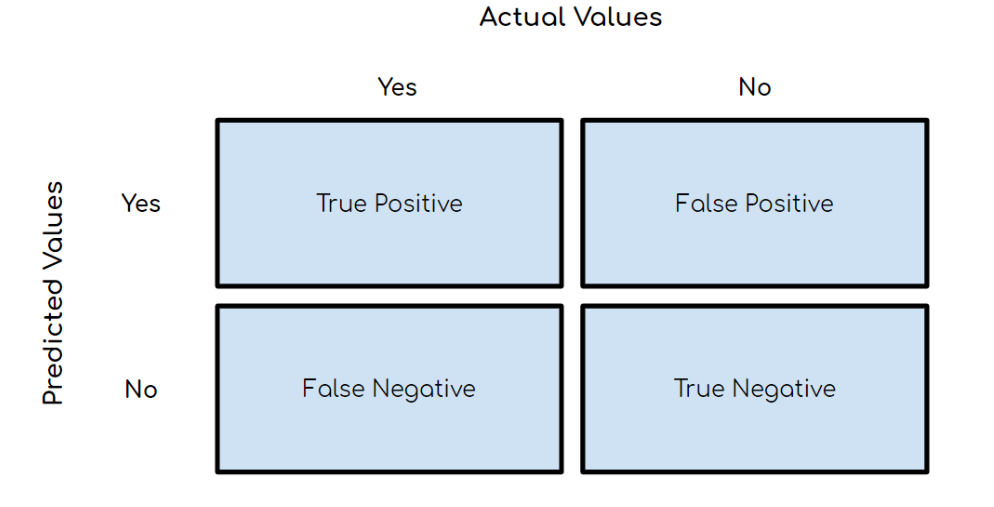 Actual Values
Yes
No
Predicted Values
Yes
True Positive
False Positive
No
False Negative
True Negative